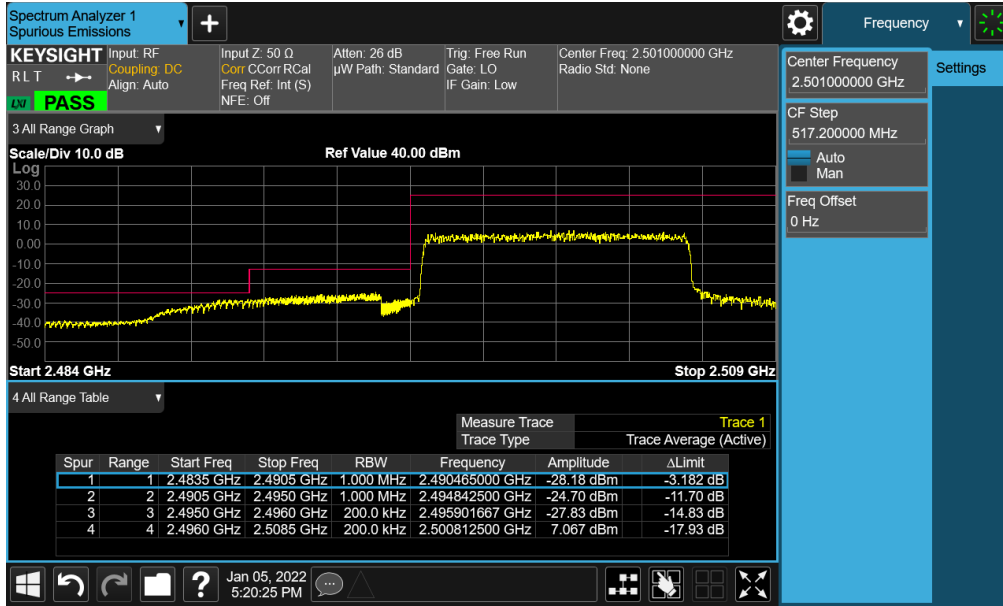 Spectrum Analyzer 1
Spurious Emissions
Frequency
KEYSIGHT
R L T
LXI
PASS
Input: RF
Coupling: DC
Align: Auto
Input Z: 50 Ω
Corr CCorr RCal
Freq Ref: Int (S)
NFE: Off
Atten: 26 dB
µW Path: Standard
Trig: Free Run
Gate: LO
IF Gain: Low
Center Freq: 2.501000000 GHz
Radio Std: None
Center Frequency
2.501000000 GHz
Settings
CF Step
517.200000 MHz
Auto
Man
Freq Offset
0 Hz
3 All Range Graph
Scale/Div 10.0 dB
Ref Value 40.00 dBm
Log
30.0
20.0
10.0
0.00
-10.0
-20.0
-30.0
-40.0
-50.0
Start 2.484 GHz
Stop 2.509 GHz
4 All Range Table
Measure Trace Trace 1
Trace Type Trace Average (Active)
Spur Range Start Freq Stop Freq RBW Frequency Amplitude ΔLimit
1 1 2.4835 GHz 2.4905 GHz 1.000 MHz 2.490465000 GHz -28.18 dBm -3.182 dB
2 2 2.4905 GHz 2.4950 GHz 1.000 MHz 2.494842500 GHz -24.70 dBm -11.70 dB
3 3 2.4950 GHz 2.4960 GHz 200.0 kHz 2.495901667 GHz -27.83 dBm -14.83 dB
4 4 2.4960 GHz 2.5085 GHz 200.0 kHz 2.500812500 GHz 7.067 dBm -17.93 dB
?
Jan 05, 2022
5:20:25 PM